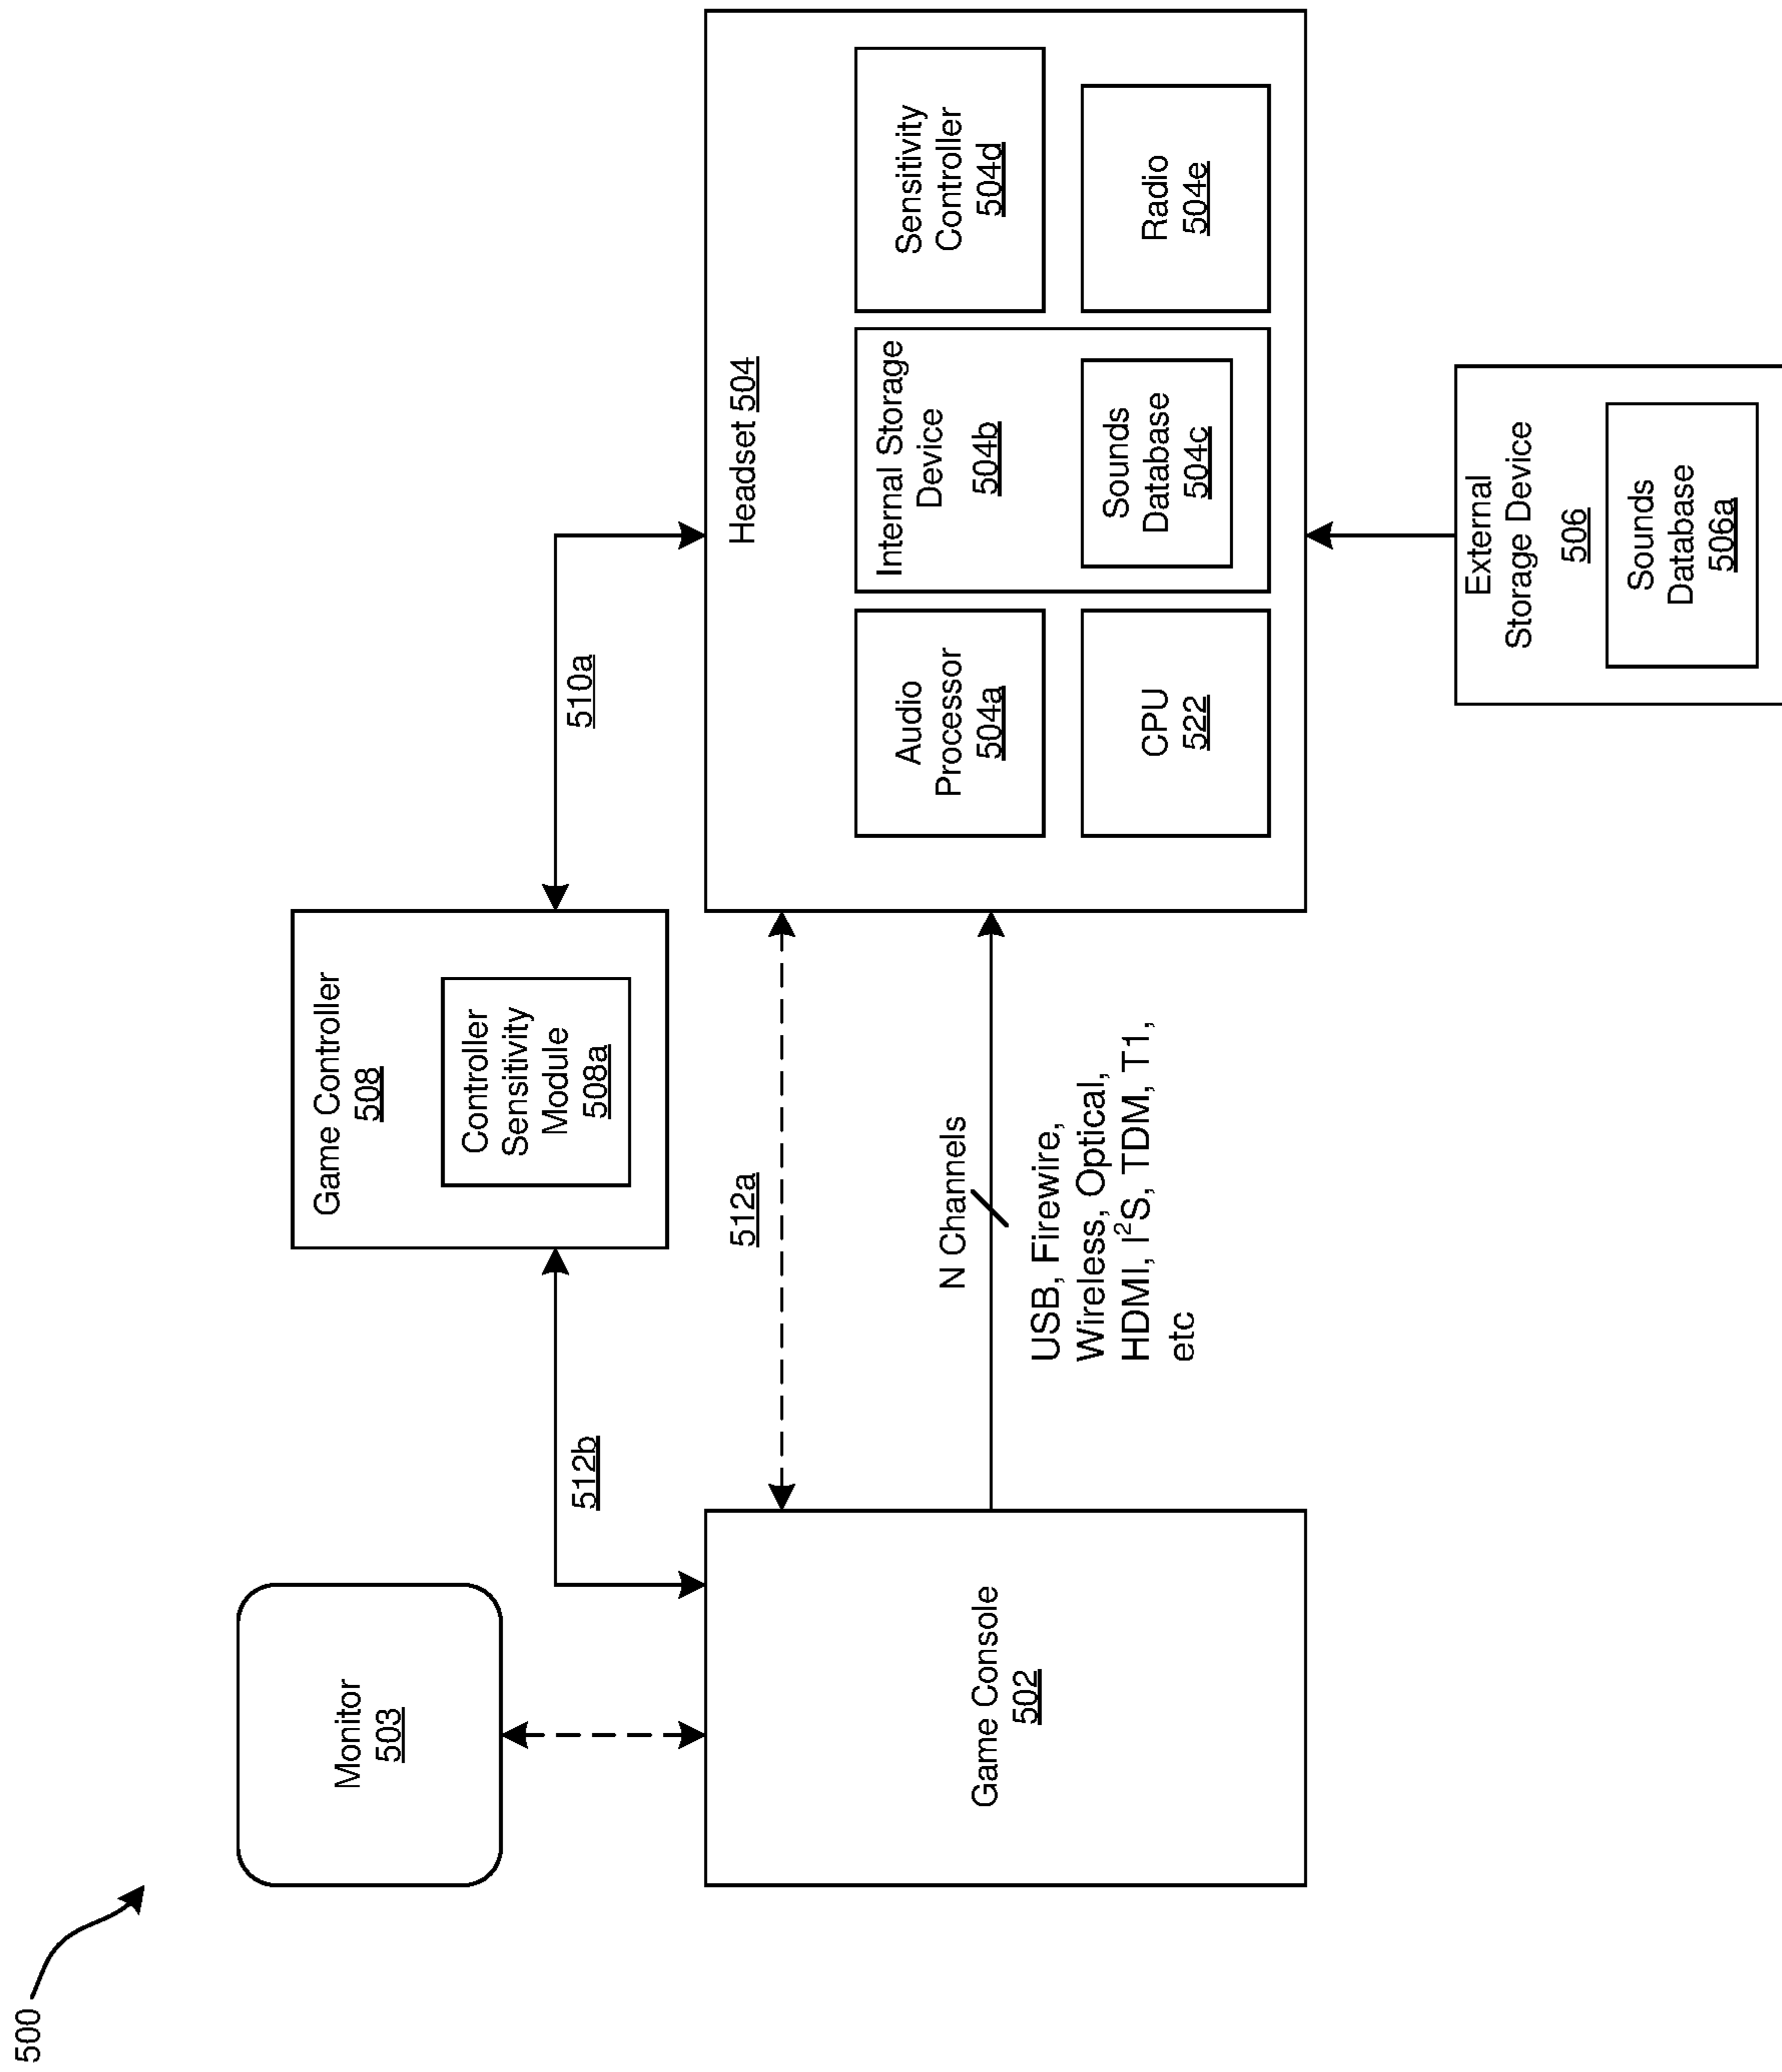 500
Monitor
503
Game Controller
508
Controller
Sensitivity
Module
508a
512b
510a
512a
Game Console
502
N Channels
USB, Firewire,
Wireless, Optical,
HDMI, I²S, TDM, T1,
etc
Headset 504
Audio
Processor
504a
Internal Storage
Device
504b
Sounds
Database
504c
Sensitivity
Controller
504d
CPU
522
Radio
504e
External
Storage Device
506
Sounds
Database
506a